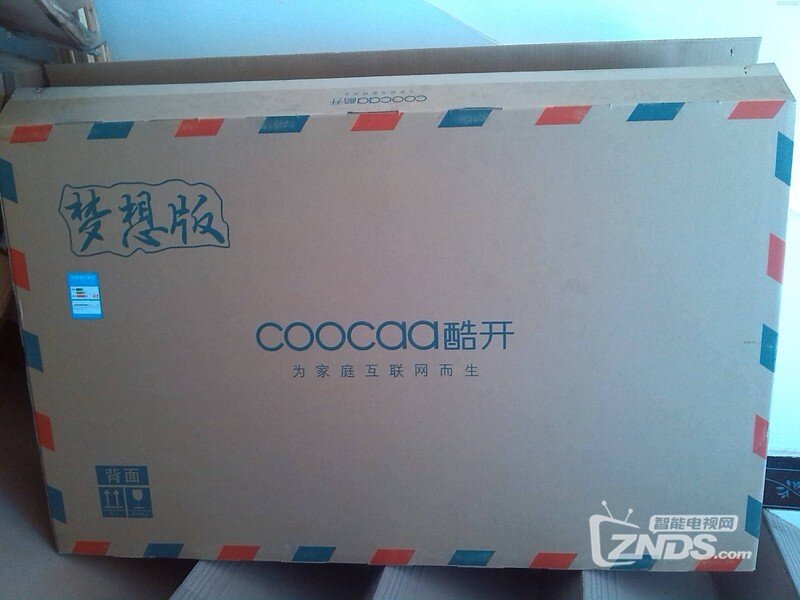 coocaa酷开
梦想版
coocaa酷开
为家庭互联网而生
背面
智能电视网
ZNDS.com